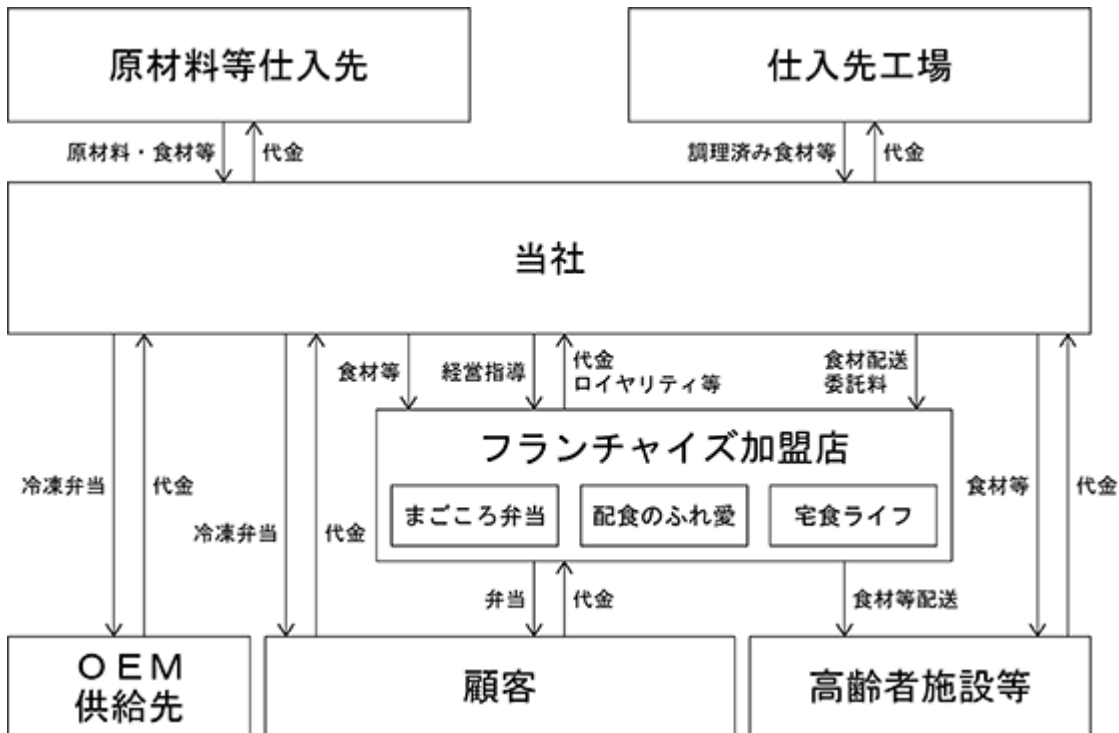 原材料等仕入先
仕入先工場
原材料・食材等
代金
調理済み食材等
代金
当社
食材等
経営指導
代金
ロイヤリティ等
食材配送
委託料
フランチャイズ加盟店
まごころ弁当
配食のふれ愛
宅食ライフ
冷凍弁当
代金
冷凍弁当
代金
食材等
代金
弁当
代金
食材等配送
OEM
供給先
顧客
高齢者施設等